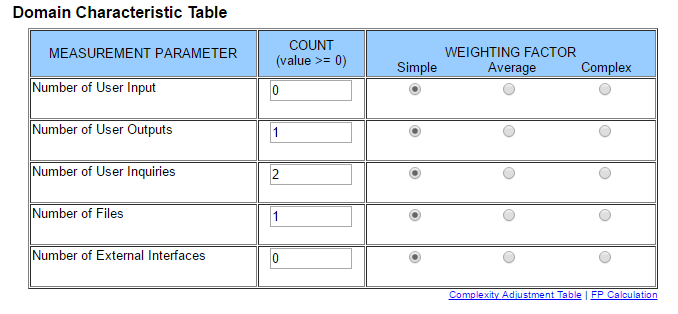 Domain Characteristic Table
MEASUREMENT PARAMETER
COUNT
(value >= 0)
WEIGHTING FACTOR
Simple Average Complex
Number of User Input 0
Number of User Outputs 1
Number of User Inquiries 2
Number of Files 1
Number of External Interfaces 0
Complexity Adjustment Table | FP Calculation